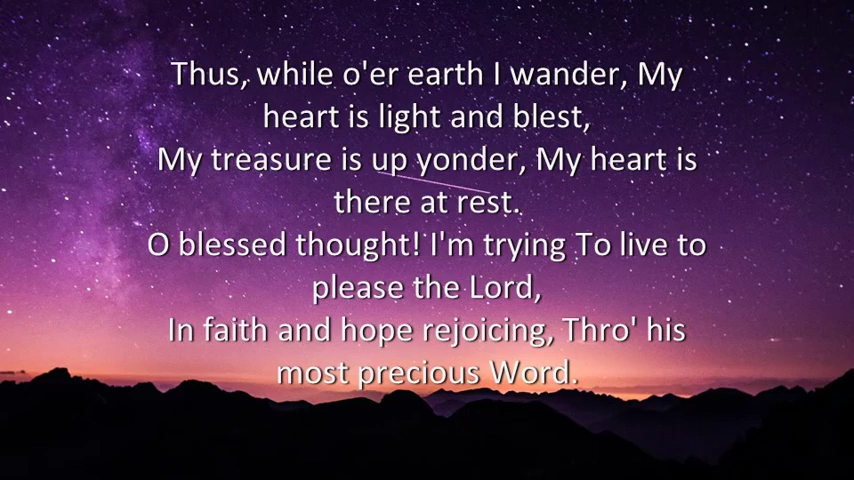 Thus, while o'er earth I wander, My
heart is light and blest,
My treasure is up yonder, My heart is
there at rest.
O blessed thought! I'm trying To live to
please the Lord,
In faith and hope rejoicing, Thro' his
most precious Word.